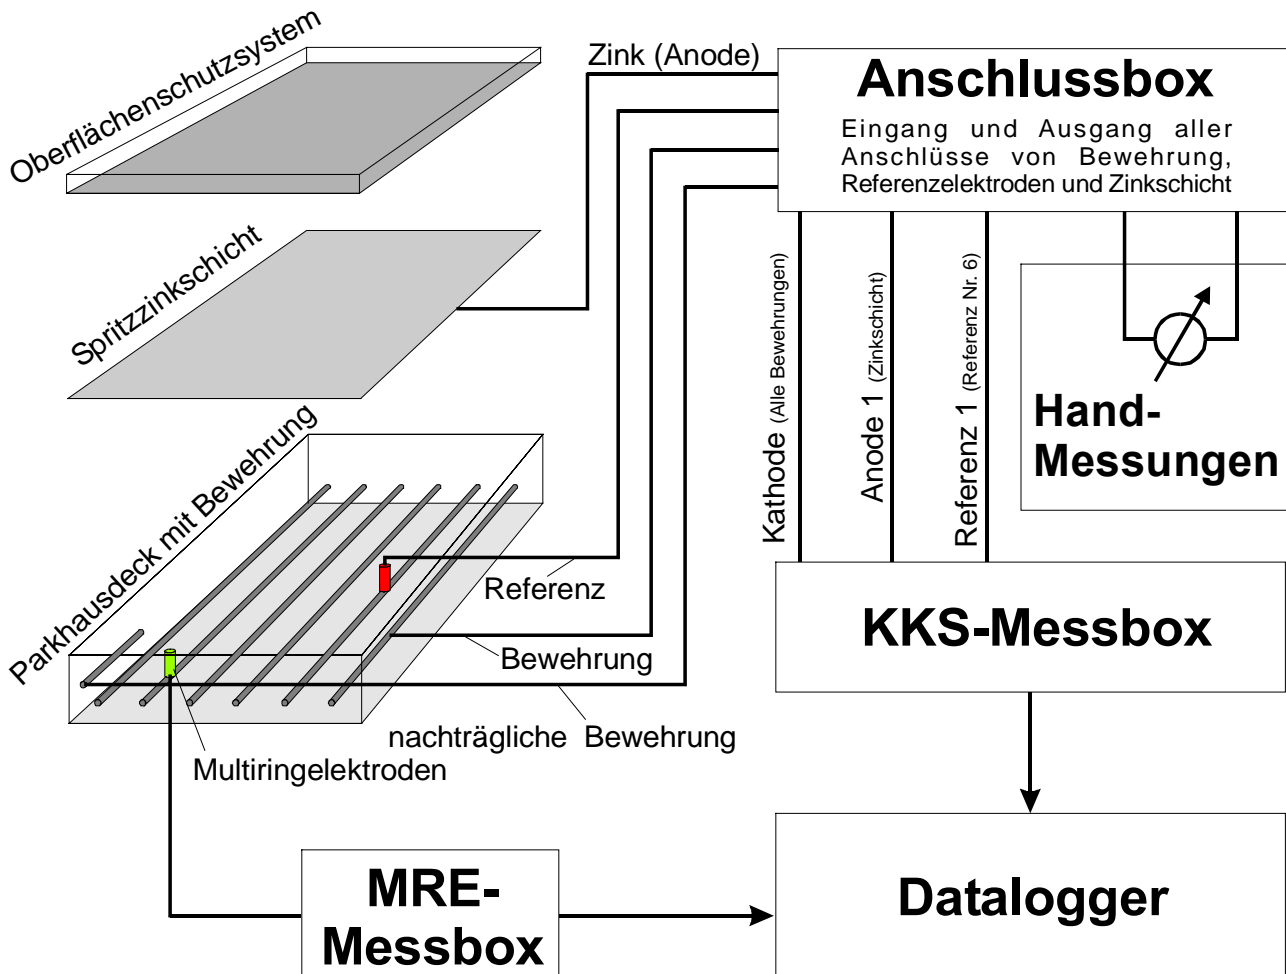 Oberflächenschutzsystem
Zink (Anode)
Anschlussbox
Eingang und Ausgang aller
Anschlüsse von Bewehrung,
Referenzelektroden und Zinkschicht
Spritzzinkschicht
Kathode (Alle Bewehrungen)
Anode 1 (Zinkschicht)
Referenz 1 (Referenz Nr. 6)
Hand-
Messungen
Parkhausdeck mit Bewehrung
Referenz
Bewehrung
nachträgliche Bewehrung
Multiringelektroden
KKS-Messbox
MRE-
Messbox
Datalogger